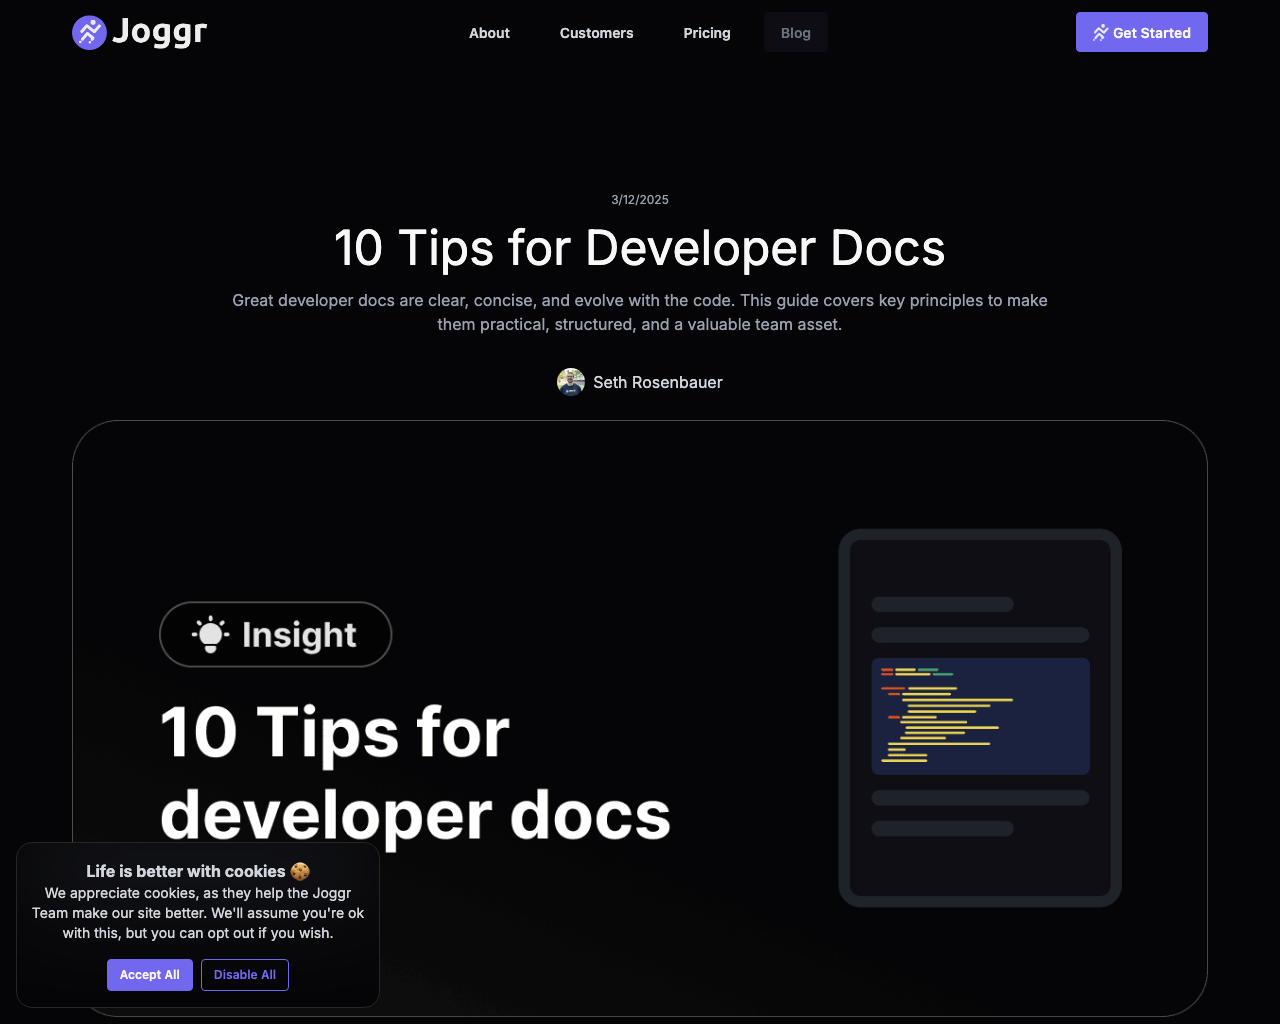 Joggr
About
Customers
Pricing
Blog
Get Started
3/12/2025
10 Tips for Developer Docs
Great developer docs are clear, concise, and evolve with the code. This guide covers key principles to make
them practical, structured, and a valuable team asset.
Seth Rosenbauer
Insight
10 Tips for
developer docs
Life is better with cookies 🍪
We appreciate cookies, as they help the Joggr
Team make our site better. We'll assume you're ok
with this, but you can opt out if you wish.
Accept All
Disable All